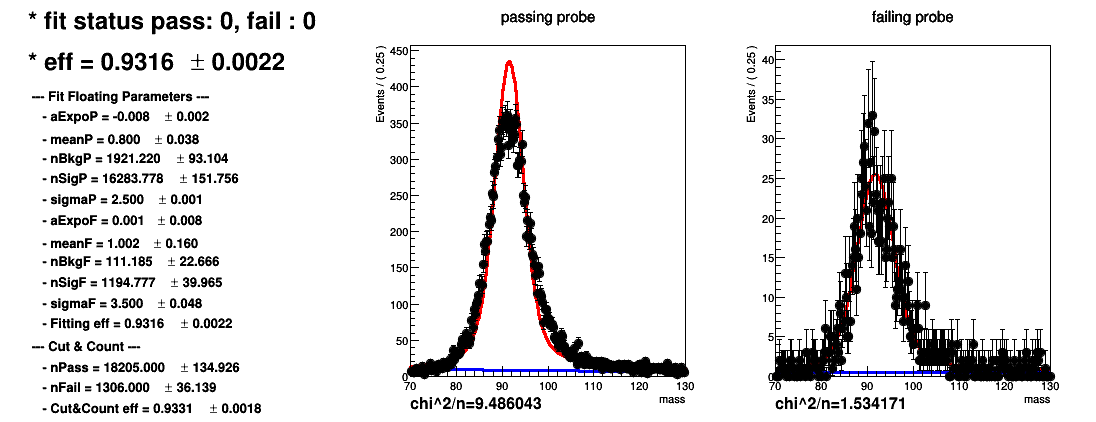 * fit status pass: 0, fail : 0
* eff = 0.9316 ± 0.0022
--- Fit Floating Parameters ---
- aExpoP = -0.008 ± 0.002
- meanP = 0.800 ± 0.038
- nBkgP = 1921.220 ± 93.104
- nSigP = 16283.778 ± 151.756
- sigmaP = 2.500 ± 0.001
- aExpoF = 0.001 ± 0.008
- meanF = 1.002 ± 0.160
- nBkgF = 111.185 ± 22.666
- nSigF = 1194.777 ± 39.965
- sigmaF = 3.500 ± 0.048
- Fitting eff = 0.9316 ± 0.0022
--- Cut & Count ---
- nPass = 18205.000 ± 134.926
- nFail = 1306.000 ± 36.139
- Cut&Count eff = 0.9331 ± 0.0018
passing probe
Events / ( 0.25 )
450
400
350
300
250
200
150
100
50
0
70 80 90 100 110 120 130
mass
chi^2/n=9.486043
failing probe
Events / ( 0.25 )
40
35
30
25
20
15
10
5
0
70 80 90 100 110 120 130
mass
chi^2/n=1.534171